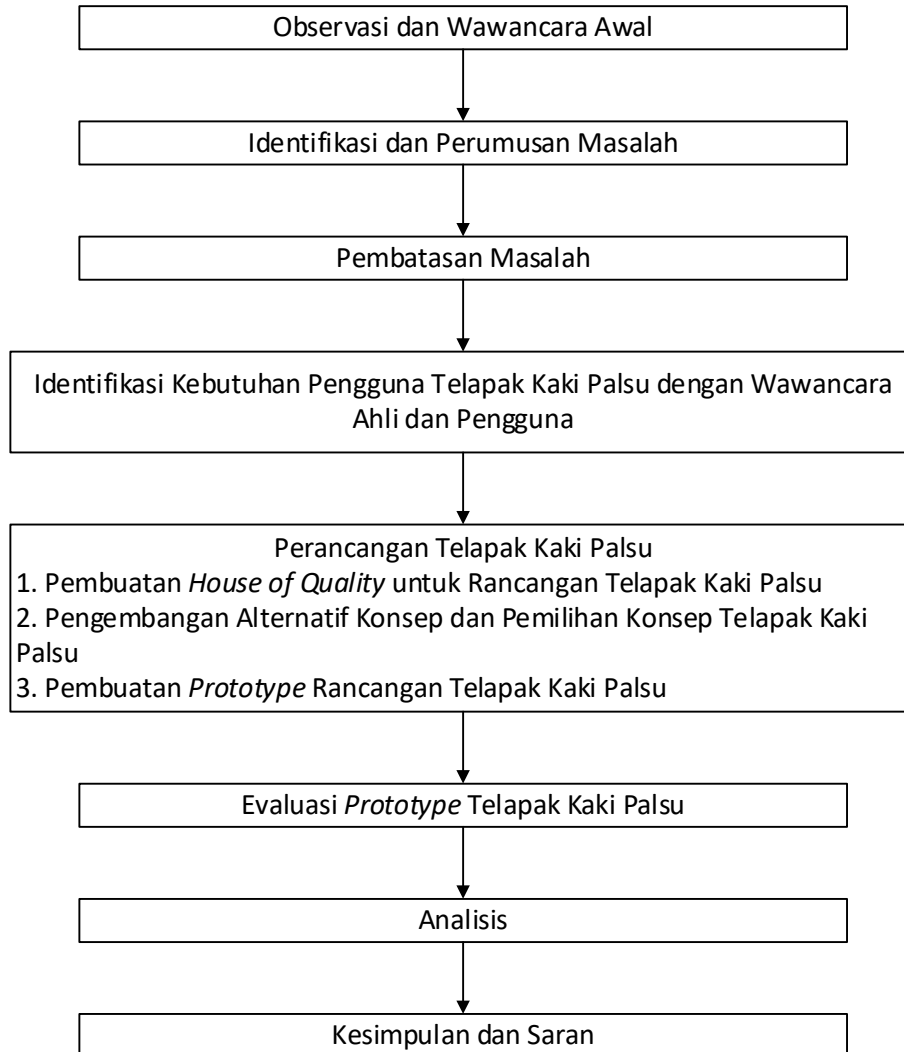 Observasi dan Wawancara Awal
Identifikasi dan Perumusan Masalah
Pembatasan Masalah
Identifikasi Kebutuhan Pengguna Telapak Kaki Palsu dengan Wawancara
Ahli dan Pengguna
Perancangan Telapak Kaki Palsu
1. Pembuatan House of Quality untuk Rancangan Telapak Kaki Palsu
2. Pengembangan Alternatif Konsep dan Pemilihan Konsep Telapak Kaki
Palsu
3. Pembuatan Prototype Rancangan Telapak Kaki Palsu
Evaluasi Prototype Telapak Kaki Palsu
Analisis
Kesimpulan dan Saran